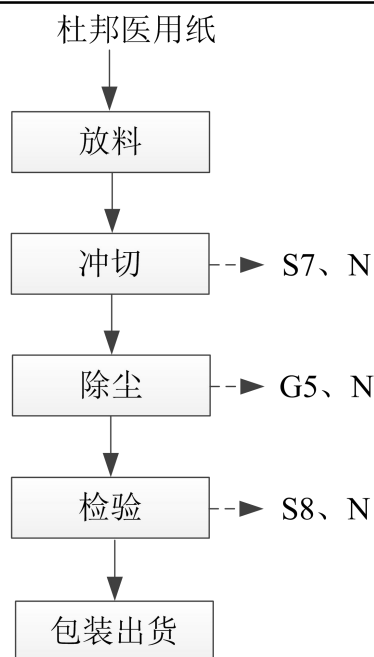 杜邦医用纸
放料
冲切
S7、N
除尘
G5、N
检验
S8、N
包装出货